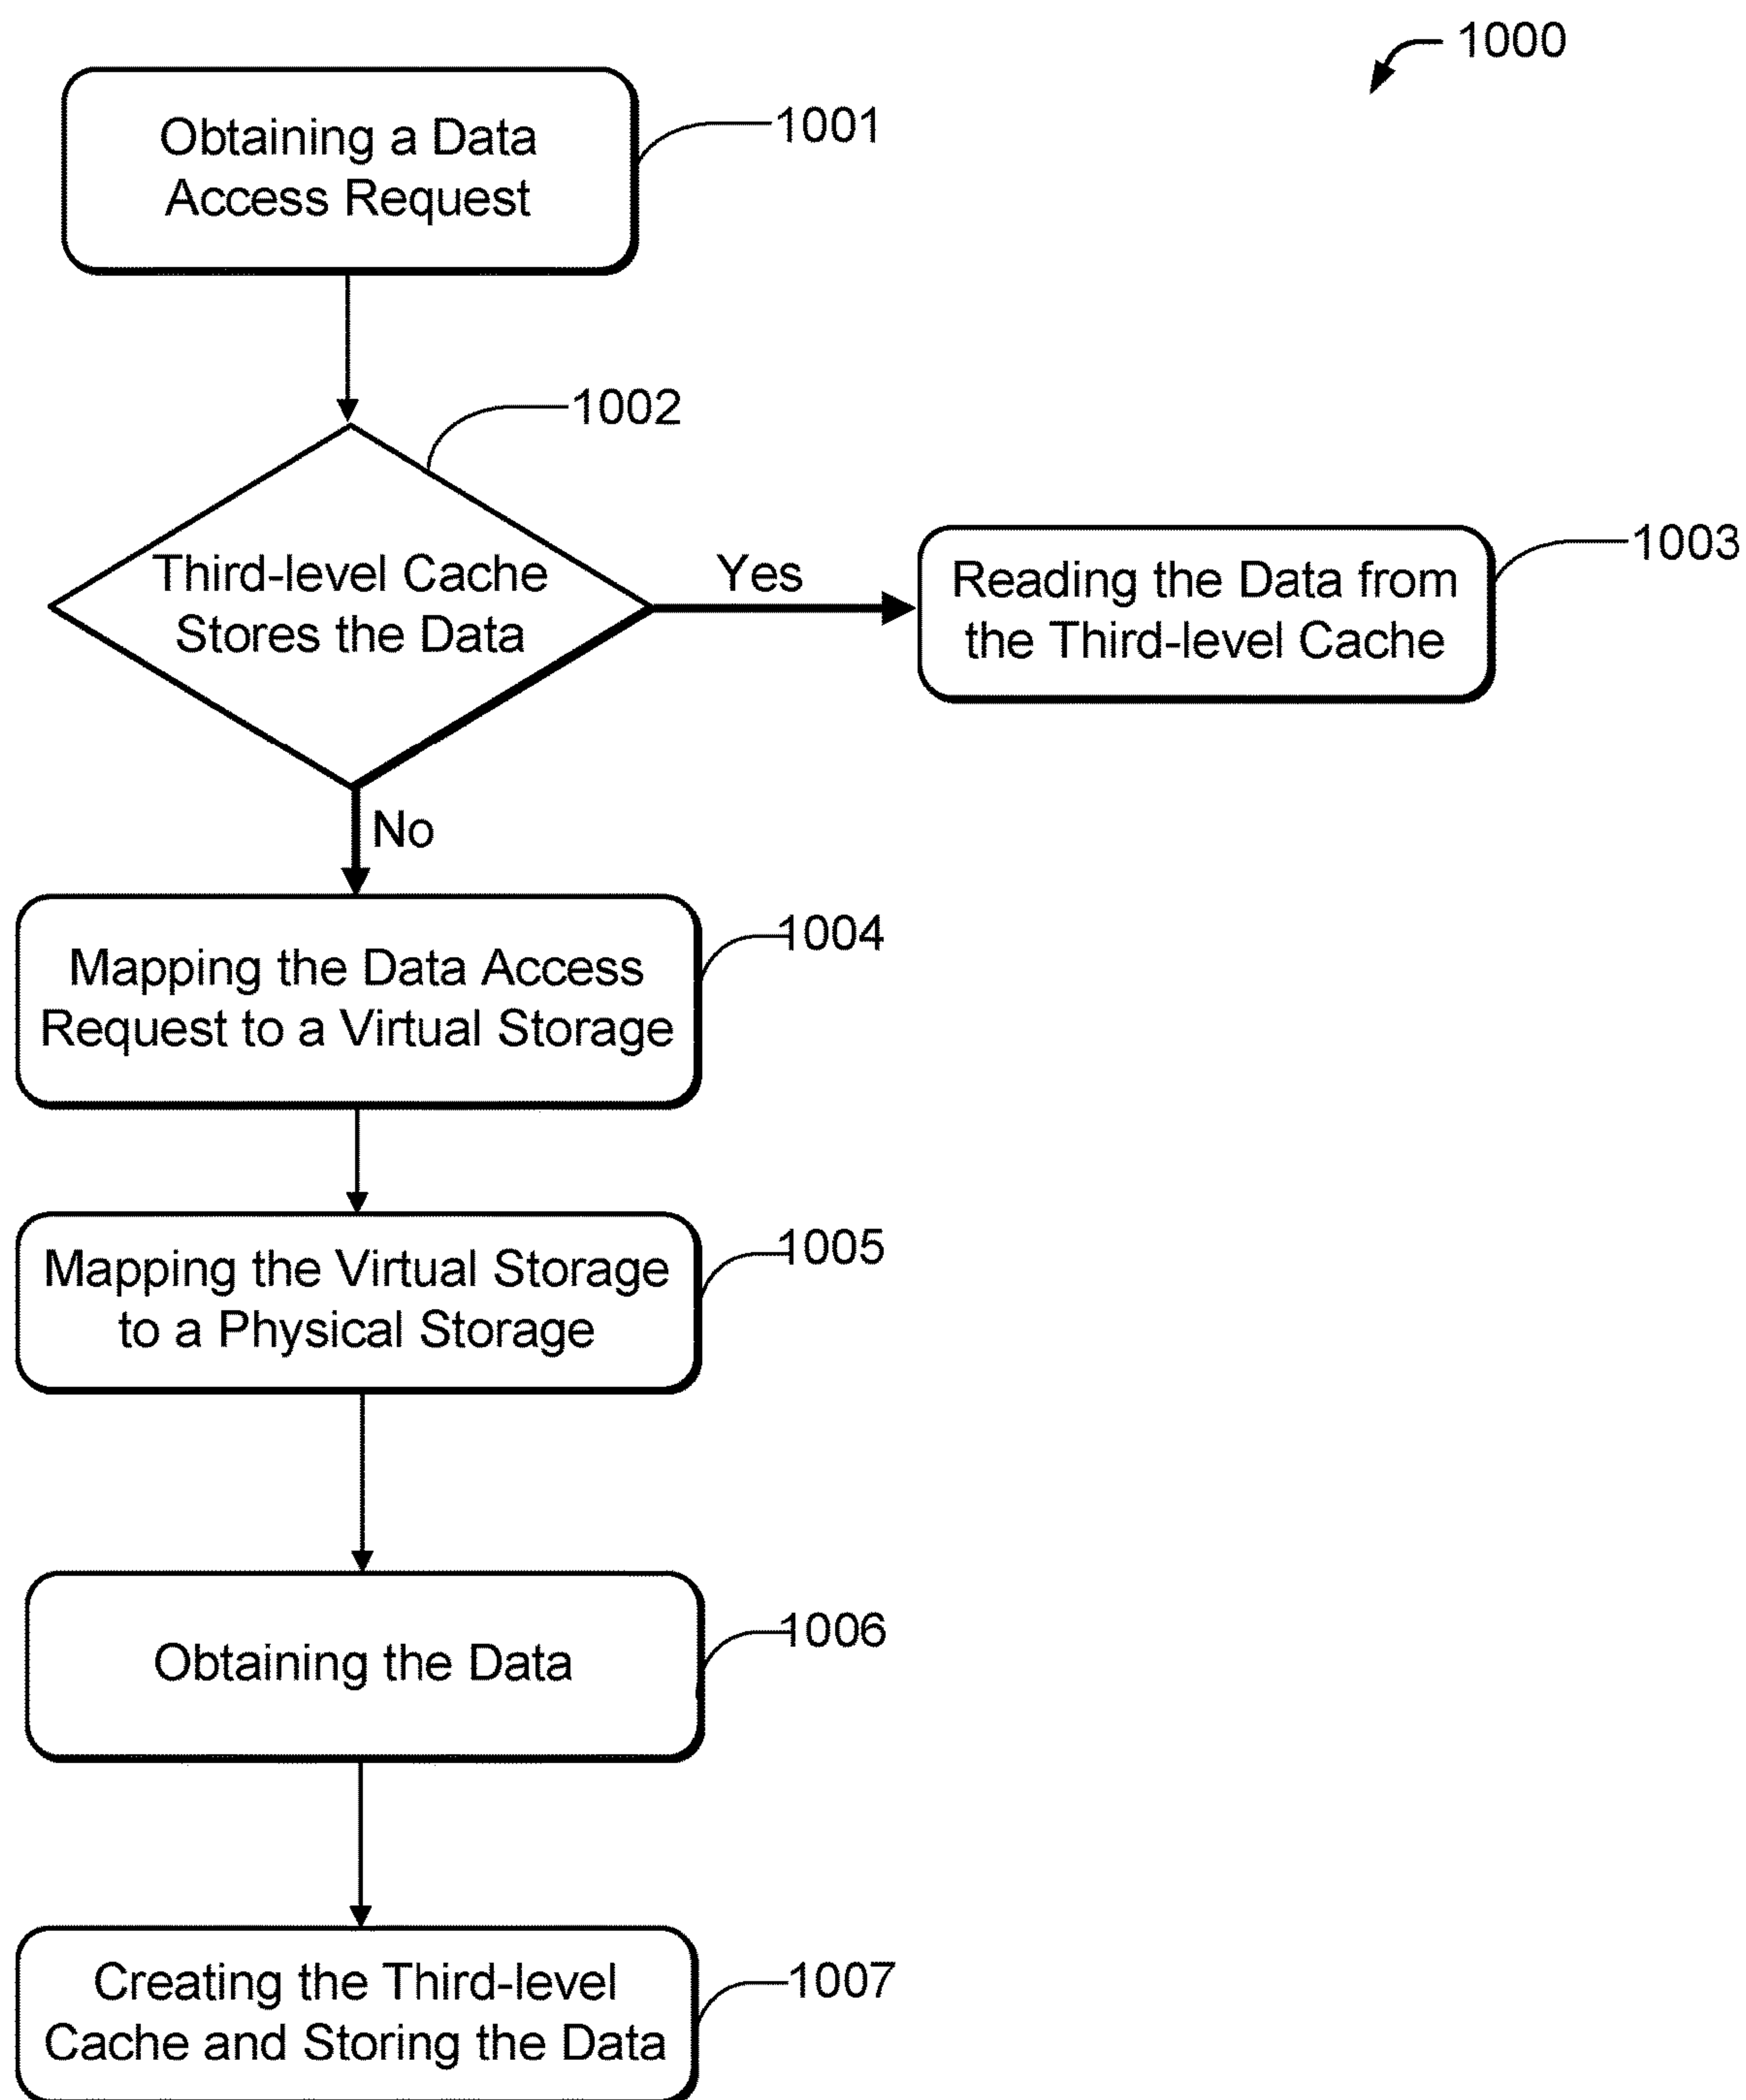 1000
Obtaining a Data
Access Request
1001
1002
Third-level Cache
Stores the Data
Yes
Reading the Data from
the Third-level Cache
1003
No
Mapping the Data Access
Request to a Virtual Storage
1004
Mapping the Virtual Storage
to a Physical Storage
1005
Obtaining the Data
1006
Creating the Third-level
Cache and Storing the Data
1007